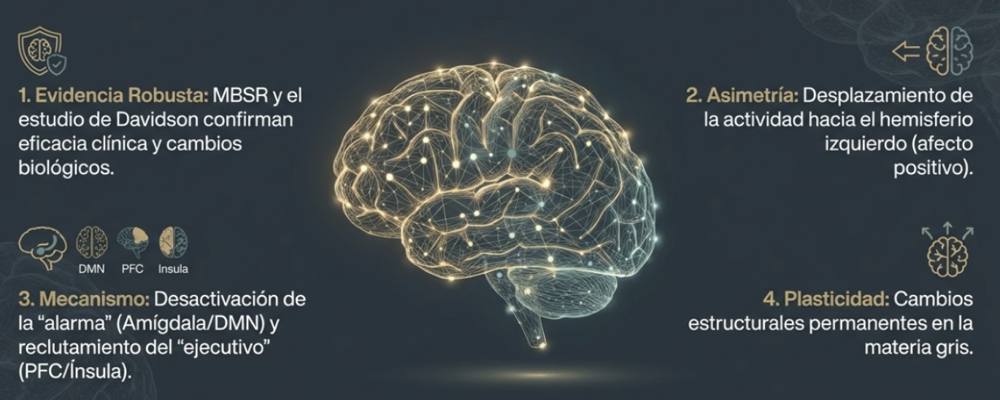 1. Evidencia Robusta: MBSR y el
estudio de Davidson confirman
eficacia clínica y cambios
biológicos.
2. Asimetría: Desplazamiento de
la actividad hacia el hemisferio
izquierdo (afecto
positivo).
DMN PFC Insula
3. Mecanismo: Desactivación de
la “alarma” (Amígdala/DMN) y
reclutamiento del “ejecutivo”
(PFC/Ínsula).
4. Plasticidad: Cambios
estructurales permanentes en la
materia gris.